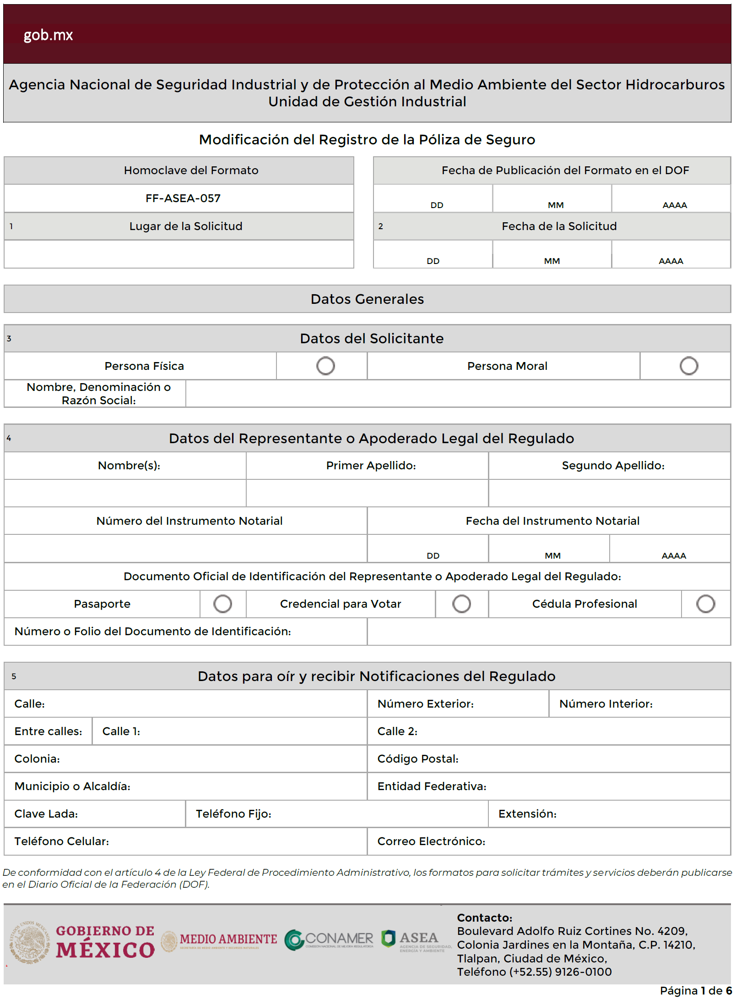 gob.mx
Agencia Nacional de Seguridad Industrial y de Protección al Medio Ambiente del Sector Hidrocarburos
Unidad de Gestión Industrial
Modificación del Registro de la Póliza de Seguro
Homoclave del Formato
FF-ASEA-057
1 Lugar de la Solicitud
Fecha de Publicación del Formato en el DOF
DD MM AAAA
2 Fecha de la Solicitud
DD MM AAAA
Datos Generales
3 Datos del Solicitante
Persona Física Persona Moral
Nombre, Denominación o
Razón Social:
4 Datos del Representante o Apoderado Legal del Regulado
Nombre(s): Primer Apellido: Segundo Apellido:
Número del Instrumento Notarial Fecha del Instrumento Notarial
DD MM AAAA
Documento Oficial de Identificación del Representante o Apoderado Legal del Regulado:
Pasaporte Credencial para Votar Cédula Profesional
Número o Folio del Documento de Identificación:
5 Datos para oír y recibir Notificaciones del Regulado
Calle: Número Exterior: Número Interior:
Entre calles: Calle 1: Calle 2:
Colonia: Código Postal:
Municipio o Alcaldía: Entidad Federativa:
Clave Lada: Teléfono Fijo: Extensión:
Teléfono Celular: Correo Electrónico:
De conformidad con el artículo 4 de la Ley Federal de Procedimiento Administrativo, los formatos para solicitar trámites y servicios deberán publicarse
en el Diario Oficial de la Federación (DOF).
ESTADOS UNIDOS MEXICANOS
GOBIERNO DE
MÉXICO
MEDIO AMBIENTE
SECRETARÍA DE MEDIO AMBIENTE Y RECURSOS NATURALES
CONAMER
COMISIÓN NACIONAL DE MEJORA REGULATORIA
ASEA
AGENCIA DE SEGURIDAD,
ENERGÍA Y AMBIENTE
Contacto:
Boulevard Adolfo Ruiz Cortines No. 4209,
Colonia Jardines en la Montaña, C.P. 14210,
Tlalpan, Ciudad de México,
Teléfono (+52.55) 9126-0100
Página 1 de 6